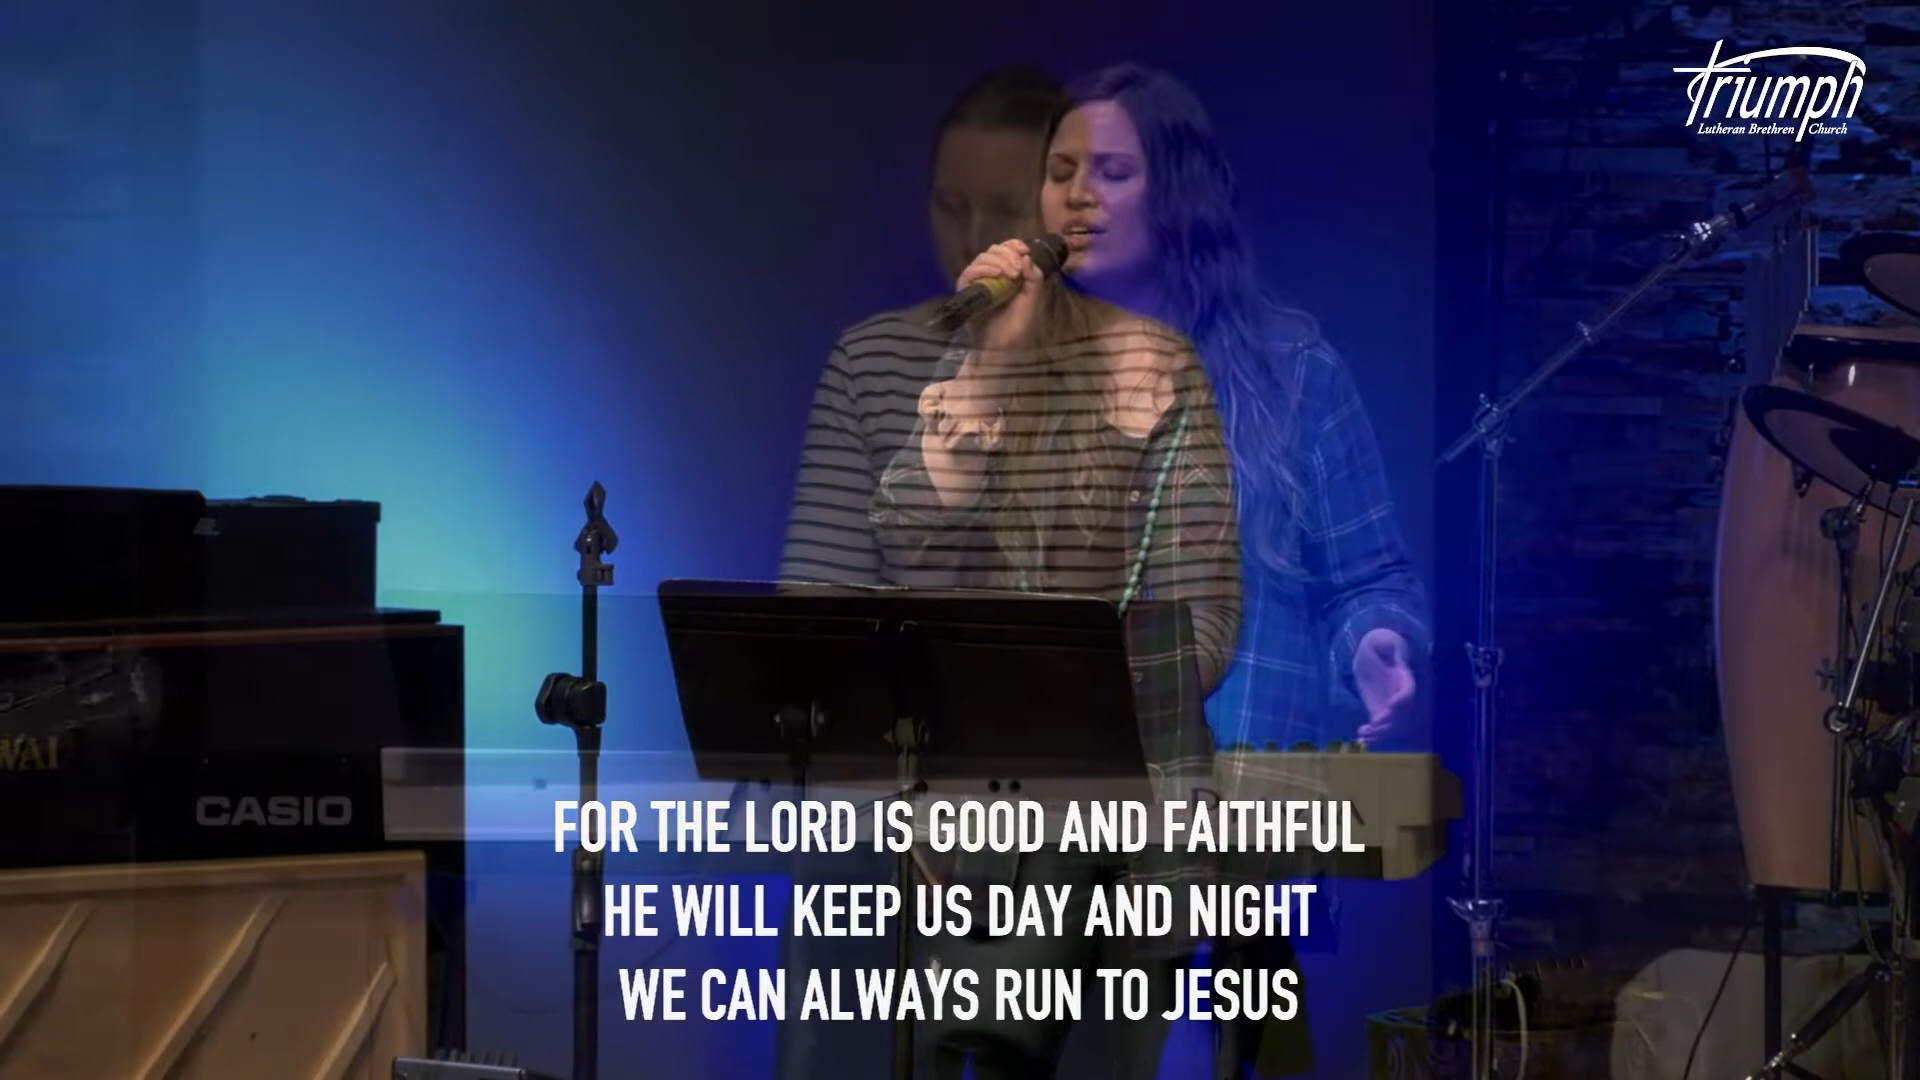 Triumph
Lutheran Brethren Church
WAI
CASIO
FOR THE LORD IS GOOD AND FAITHFUL
HE WILL KEEP US DAY AND NIGHT
WE CAN ALWAYS RUN TO JESUS